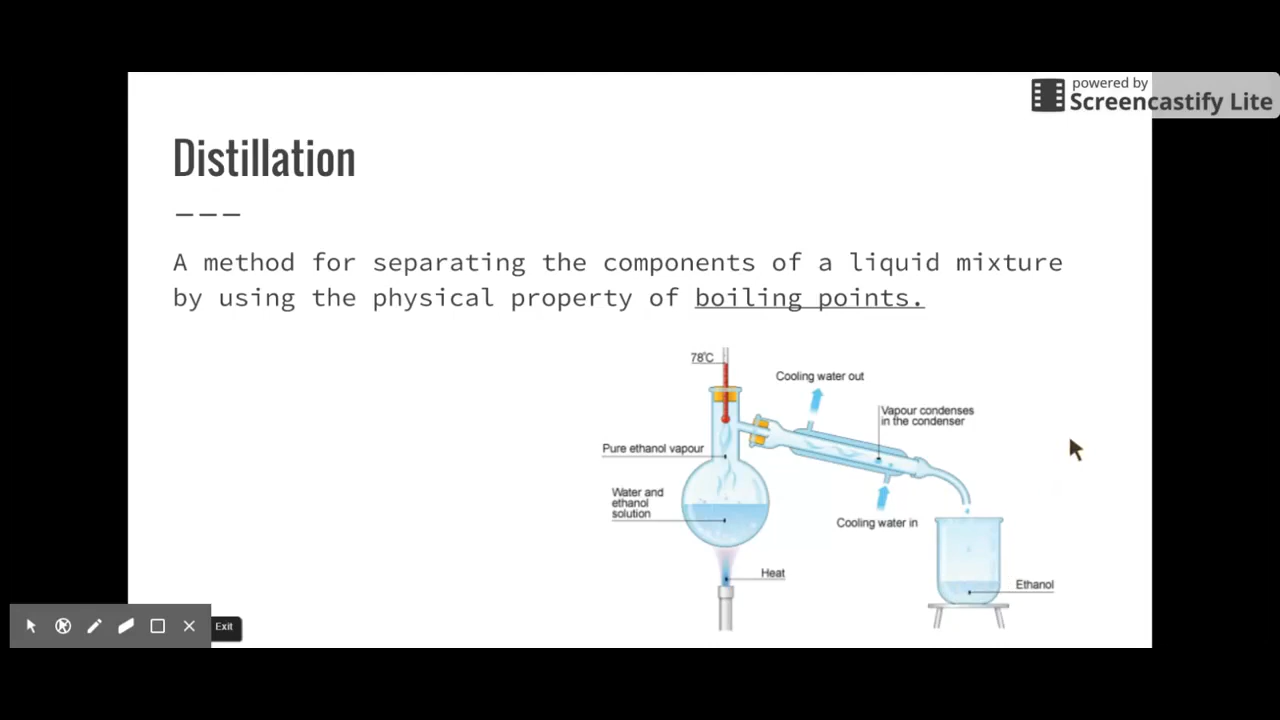 powered by
Screencastify Lite
Distillation
———
A method for separating the components of a liquid mixture
by using the physical property of boiling points.
78°C
Cooling water out
Vapour condenses
in the condenser
Pure ethanol vapour
Water and
ethanol
solution
Cooling water in
Heat
Ethanol
Exit